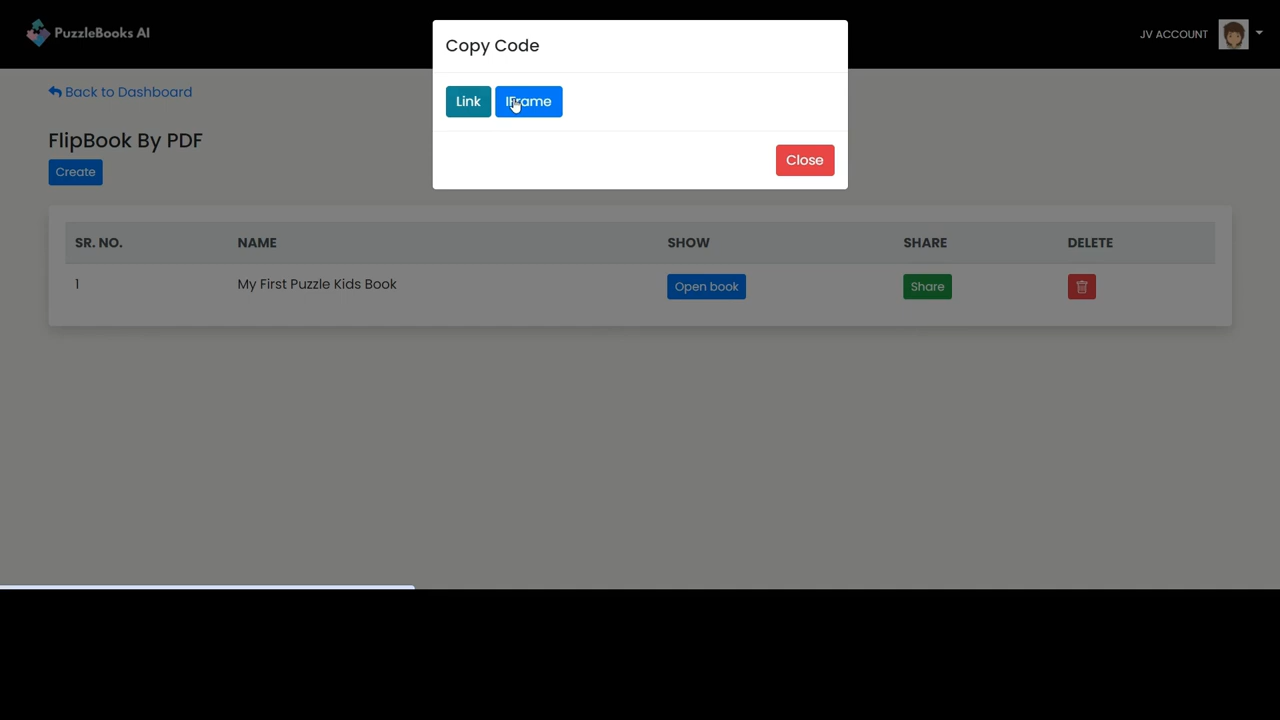 PuzzleBooks AI
JV ACCOUNT
Copy Code
Link
IFrame
Close
Back to Dashboard
FlipBook By PDF
Create
SR. NO. NAME SHOW SHARE DELETE
1 My First Puzzle Kids Book Open book Share